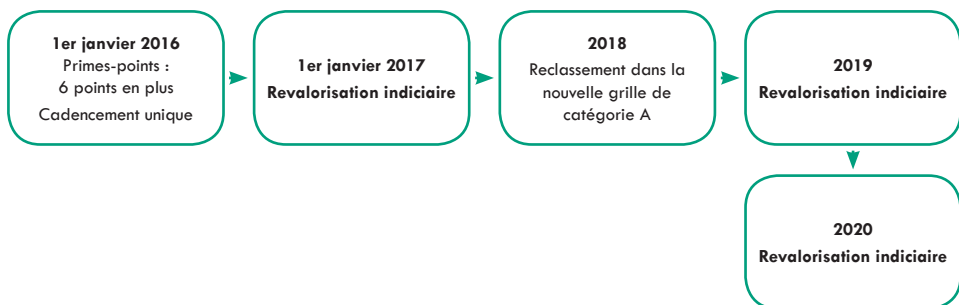 1er janvier 2016
Primes-points :
6 points en plus
Cadencement unique
1er janvier 2017
Revalorisation indiciaire
2018
Reclassement dans la
nouvelle grille de
catégorie A
2019
Revalorisation indiciaire
2020
Revalorisation indiciaire